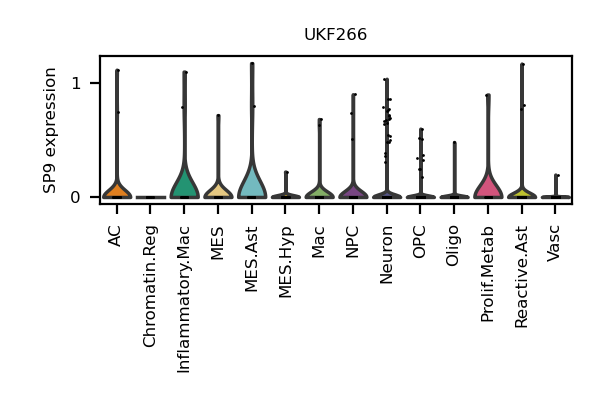 UKF266
SP9 expression
1
0
AC
Chromatin.Reg
Inflammatory.Mac
MES
MES.Ast
MES.Hyp
Mac
NPC
Neuron
OPC
Oligo
Prolif.Metab
Reactive.Ast
Vasc